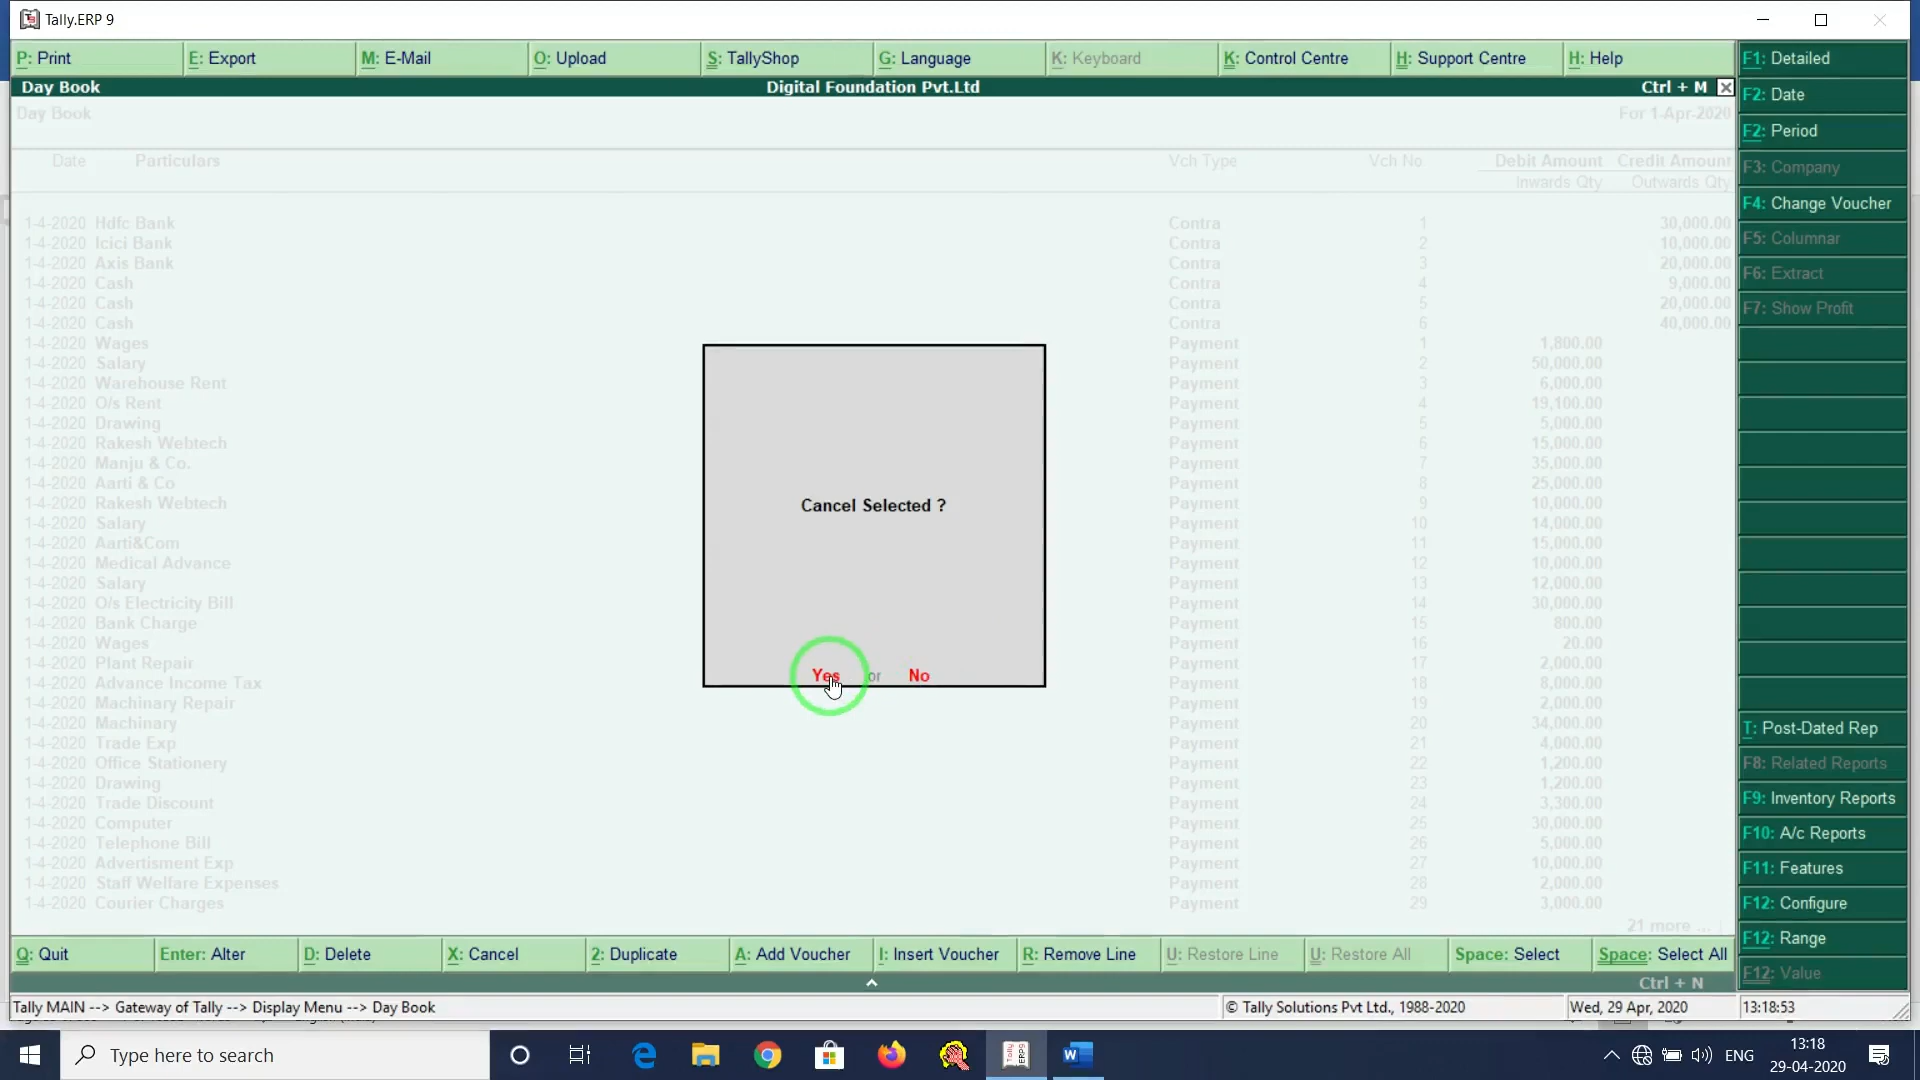 Tally.ERP 9
P: Print E: Export M: E-Mail O: Upload S: TallyShop G: Language K: Keyboard K: Control Centre H: Support Centre H: Help
Day Book Digital Foundation Pvt.Ltd Ctrl + M
Day Book For 1-Apr-2020
Date Particulars Vch Type Vch No Debit Amount Credit Amount
Inwards Qty Outwards Qty
1-4-2020 Hdfc Bank Contra 1 30,000.00
1-4-2020 Icici Bank Contra 2 10,000.00
1-4-2020 Axis Bank Contra 3 20,000.00
1-4-2020 Cash Contra 4 9,000.00
1-4-2020 Cash Contra 5 20,000.00
1-4-2020 Cash Contra 6 40,000.00
1-4-2020 Wages Payment 1 1,800.00
1-4-2020 Salary Payment 2 50,000.00
1-4-2020 Warehouse Rent Payment 3 6,000.00
1-4-2020 O/s Rent Payment 4 19,100.00
1-4-2020 Drawing Payment 5 5,000.00
1-4-2020 Rakesh Webtech Payment 6 15,000.00
1-4-2020 Manju & Co. Payment 7 35,000.00
1-4-2020 Aarti & Co Payment 8 25,000.00
1-4-2020 Rakesh Webtech Payment 9 10,000.00
1-4-2020 Salary Payment 10 14,000.00
1-4-2020 Aarti&Com Payment 11 15,000.00
1-4-2020 Medical Advance Payment 12 10,000.00
1-4-2020 Salary Payment 13 12,000.00
1-4-2020 O/s Electricity Bill Payment 14 30,000.00
1-4-2020 Bank Charge Payment 15 800.00
1-4-2020 Wages Payment 16 20.00
1-4-2020 Plant Repair Payment 17 2,000.00
1-4-2020 Advance Income Tax Payment 18 8,000.00
1-4-2020 Machinary Repair Payment 19 2,000.00
1-4-2020 Machinary Payment 20 34,000.00
1-4-2020 Trade Exp Payment 21 4,000.00
1-4-2020 Office Stationery Payment 22 1,200.00
1-4-2020 Drawing Payment 23 1,200.00
1-4-2020 Trade Discount Payment 24 3,300.00
1-4-2020 Computer Payment 25 30,000.00
1-4-2020 Telephone Bill Payment 26 5,000.00
1-4-2020 Advertisment Exp Payment 27 10,000.00
1-4-2020 Staff Welfare Expenses Payment 28 2,000.00
1-4-2020 Courier Charges Payment 29 3,000.00
21 more ...
Cancel Selected ?
Yes or No
F1: Detailed
F2: Date
F2: Period
F3: Company
F4: Change Voucher
F5: Columnar
F6: Extract
F7: Show Profit
T: Post-Dated Rep
F8: Related Reports
F9: Inventory Reports
F10: A/c Reports
F11: Features
F12: Configure
F12: Range
F12: Value
Q: Quit Enter: Alter D: Delete X: Cancel 2: Duplicate A: Add Voucher I: Insert Voucher R: Remove Line U: Restore Line U: Restore All Space: Select Space: Select All
Ctrl + N
Tally MAIN --> Gateway of Tally --> Display Menu --> Day Book © Tally Solutions Pvt Ltd., 1988-2020 Wed, 29 Apr, 2020 13:18:53
Type here to search ENG 13:18
29-04-2020